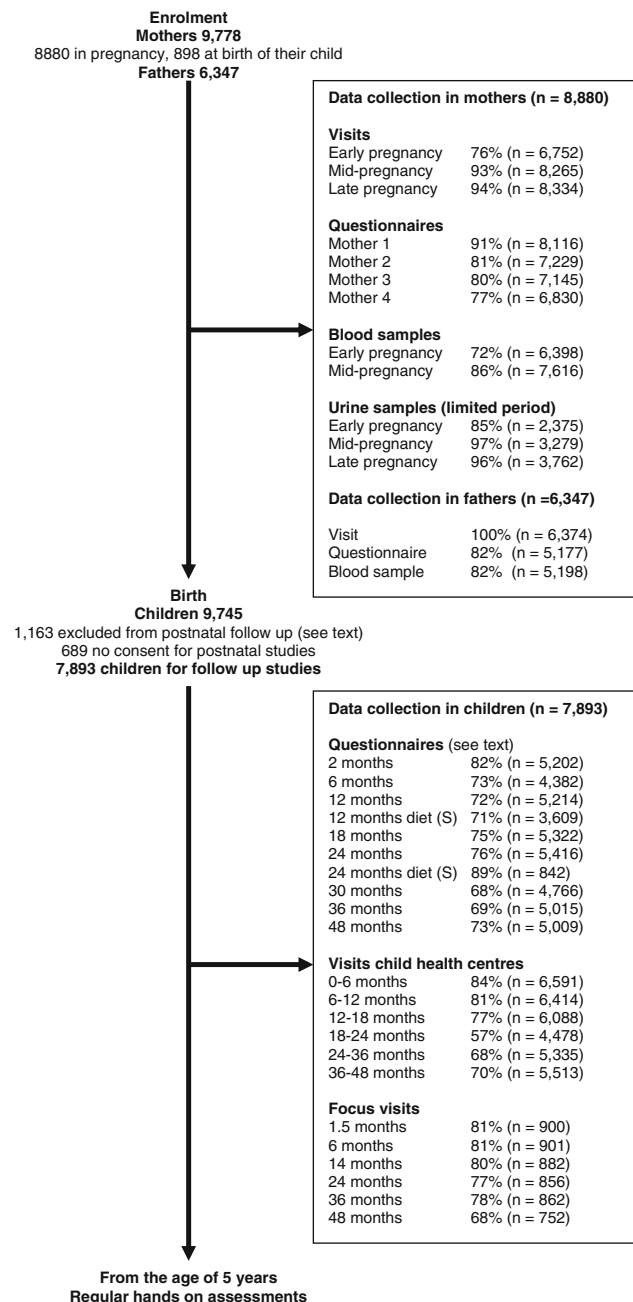 Enrolment
Mothers 9,778
8880 in pregnancy, 898 at birth of their child
Fathers 6,347
Data collection in mothers (n = 8,880)
Visits
Early pregnancy 76% (n = 6,752)
Mid-pregnancy 93% (n = 8,265)
Late pregnancy 94% (n = 8,334)
Questionnaires
Mother 1 91% (n = 8,116)
Mother 2 81% (n = 7,229)
Mother 3 80% (n = 7,145)
Mother 4 77% (n = 6,830)
Blood samples
Early pregnancy 72% (n = 6,398)
Mid-pregnancy 86% (n = 7,616)
Urine samples (limited period)
Early pregnancy 85% (n = 2,375)
Mid-pregnancy 97% (n = 3,279)
Late pregnancy 96% (n = 3,762)
Data collection in fathers (n =6,347)
Visit 100% (n = 6,374)
Questionnaire 82% (n = 5,177)
Blood sample 82% (n = 5,198)
Birth
Children 9,745
1,163 excluded from postnatal follow up (see text)
689 no consent for postnatal studies
7,893 children for follow up studies
Data collection in children (n = 7,893)
Questionnaires (see text)
2 months 82% (n = 5,202)
6 months 73% (n = 4,382)
12 months 72% (n = 5,214)
12 months diet (S) 71% (n = 3,609)
18 months 75% (n = 5,322)
24 months 76% (n = 5,416)
24 months diet (S) 89% (n = 842)
30 months 68% (n = 4,766)
36 months 69% (n = 5,015)
48 months 73% (n = 5,009)
Visits child health centres
0-6 months 84% (n = 6,591)
6-12 months 81% (n = 6,414)
12-18 months 77% (n = 6,088)
18-24 months 57% (n = 4,478)
24-36 months 68% (n = 5,335)
36-48 months 70% (n = 5,513)
Focus visits
1.5 months 81% (n = 900)
6 months 81% (n = 901)
14 months 80% (n = 882)
24 months 77% (n = 856)
36 months 78% (n = 862)
48 months 68% (n = 752)
From the age of 5 years
Regular hands on assessments